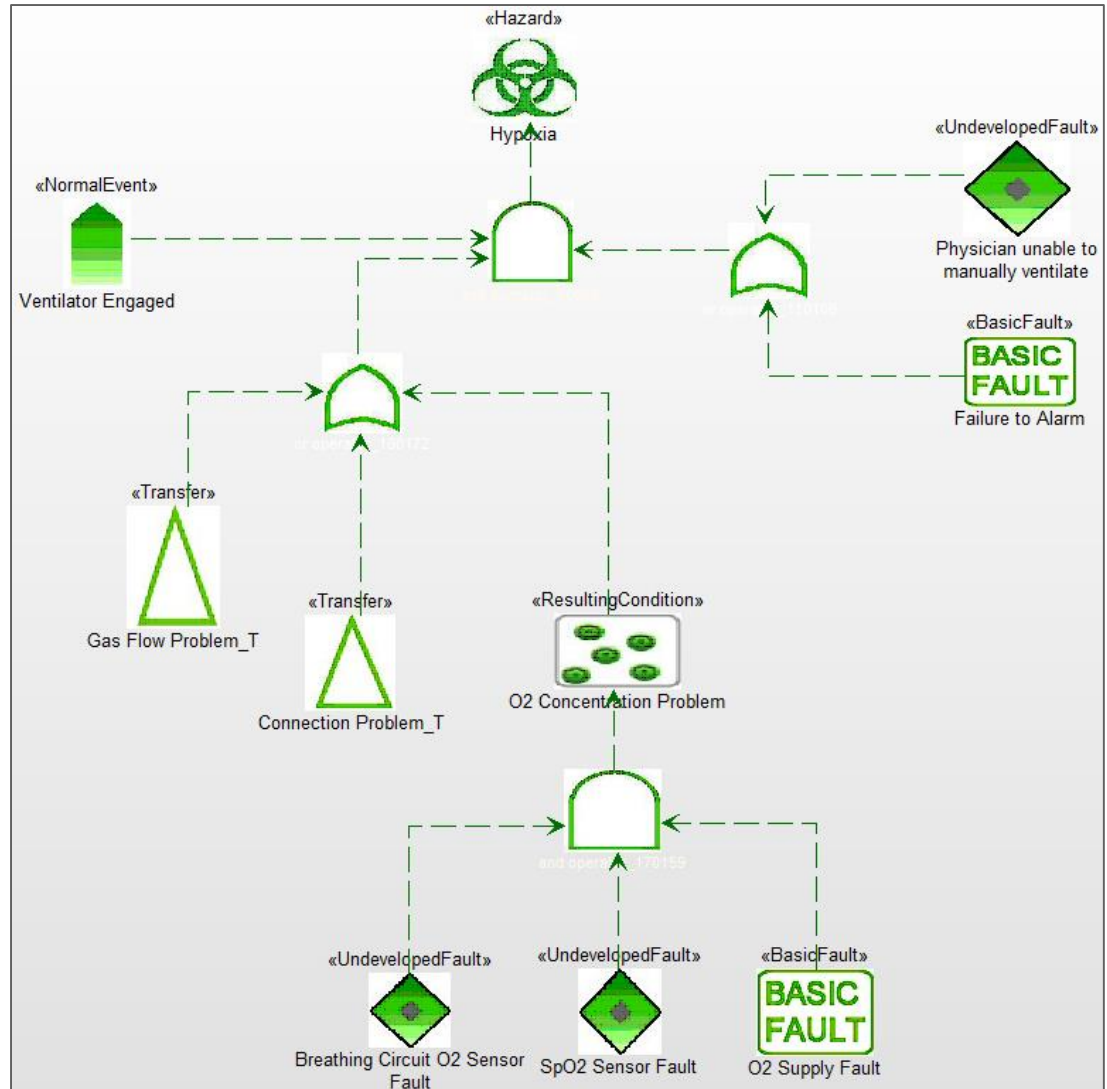 «Hazard»
Hypoxia
«UndevelopedFault»
«NormalEvent»
Physician unable to
manually ventilate
Ventilator Engaged
«BasicFault»
BASIC
FAULT
Failure to Alarm
«Transfer»
Gas Flow Problem_T
«Transfer»
Connection Problem_T
«ResultingCondition»
O2 Concentration Problem
«UndevelopedFault»
Breathing Circuit O2 Sensor
Fault
«UndevelopedFault»
SpO2 Sensor Fault
«BasicFault»
BASIC
FAULT
O2 Supply Fault